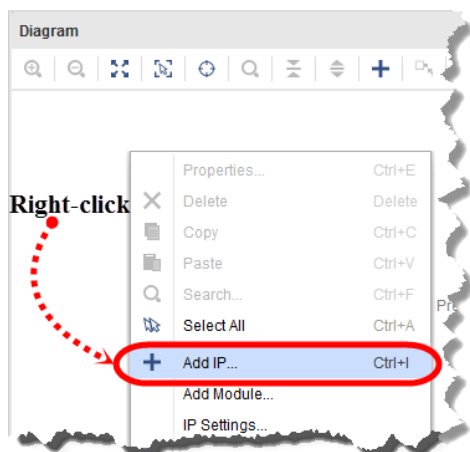 Diagram
Right-click
Properties... Ctrl+E
Delete Delete
Copy Ctrl+C
Paste Ctrl+V
Search... Ctrl+F
Select All Ctrl+A
Add IP... Ctrl+I
Add Module...
IP Settings...